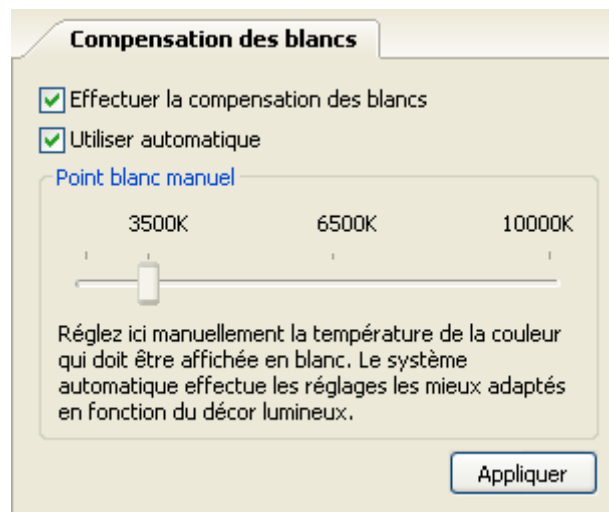 Compensation des blancs
Effectuer la compensation des blancs
Utiliser automatique
Point blanc manuel
3500K 6500K 10000K
Réglez ici manuellement la température de la couleur
qui doit être affichée en blanc. Le système
automatique effectue les réglages les mieux adaptés
en fonction du décor lumineux.
Appliquer